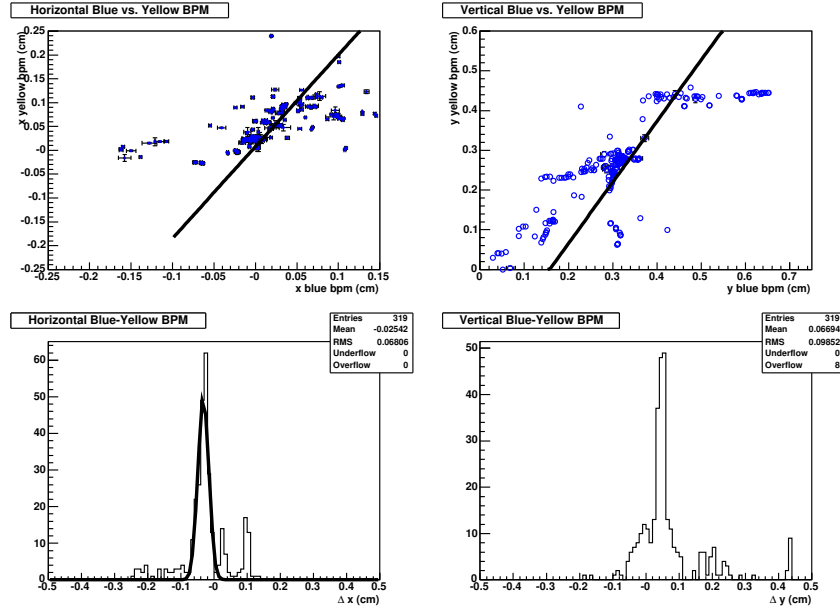 Horizontal Blue vs. Yellow BPM
x yellow bpm (cm)
0.25
0.2
0.15
0.1
0.05
-0
-0.05
-0.1
-0.15
-0.2
-0.25
-0.25 -0.2 -0.15 -0.1 -0.05 -0 0.05 0.1 0.15
x blue bpm (cm)
Vertical Blue vs. Yellow BPM
y yellow bpm (cm)
0.6
0.5
0.4
0.3
0.2
0.1
0
0 0.1 0.2 0.3 0.4 0.5 0.6 0.7
y blue bpm (cm)
Horizontal Blue-Yellow BPM
Entries 319
Mean -0.02542
RMS 0.06806
Underflow 0
Overflow 0
60
50
40
30
20
10
0
-0.5 -0.4 -0.3 -0.2 -0.1 -0 0.1 0.2 0.3 0.4 0.5
Δ x (cm)
Vertical Blue-Yellow BPM
Entries 319
Mean 0.06694
RMS 0.09852
Underflow 0
Overflow 8
50
40
30
20
10
0
-0.5 -0.4 -0.3 -0.2 -0.1 -0 0.1 0.2 0.3 0.4 0.5
Δ y (cm)